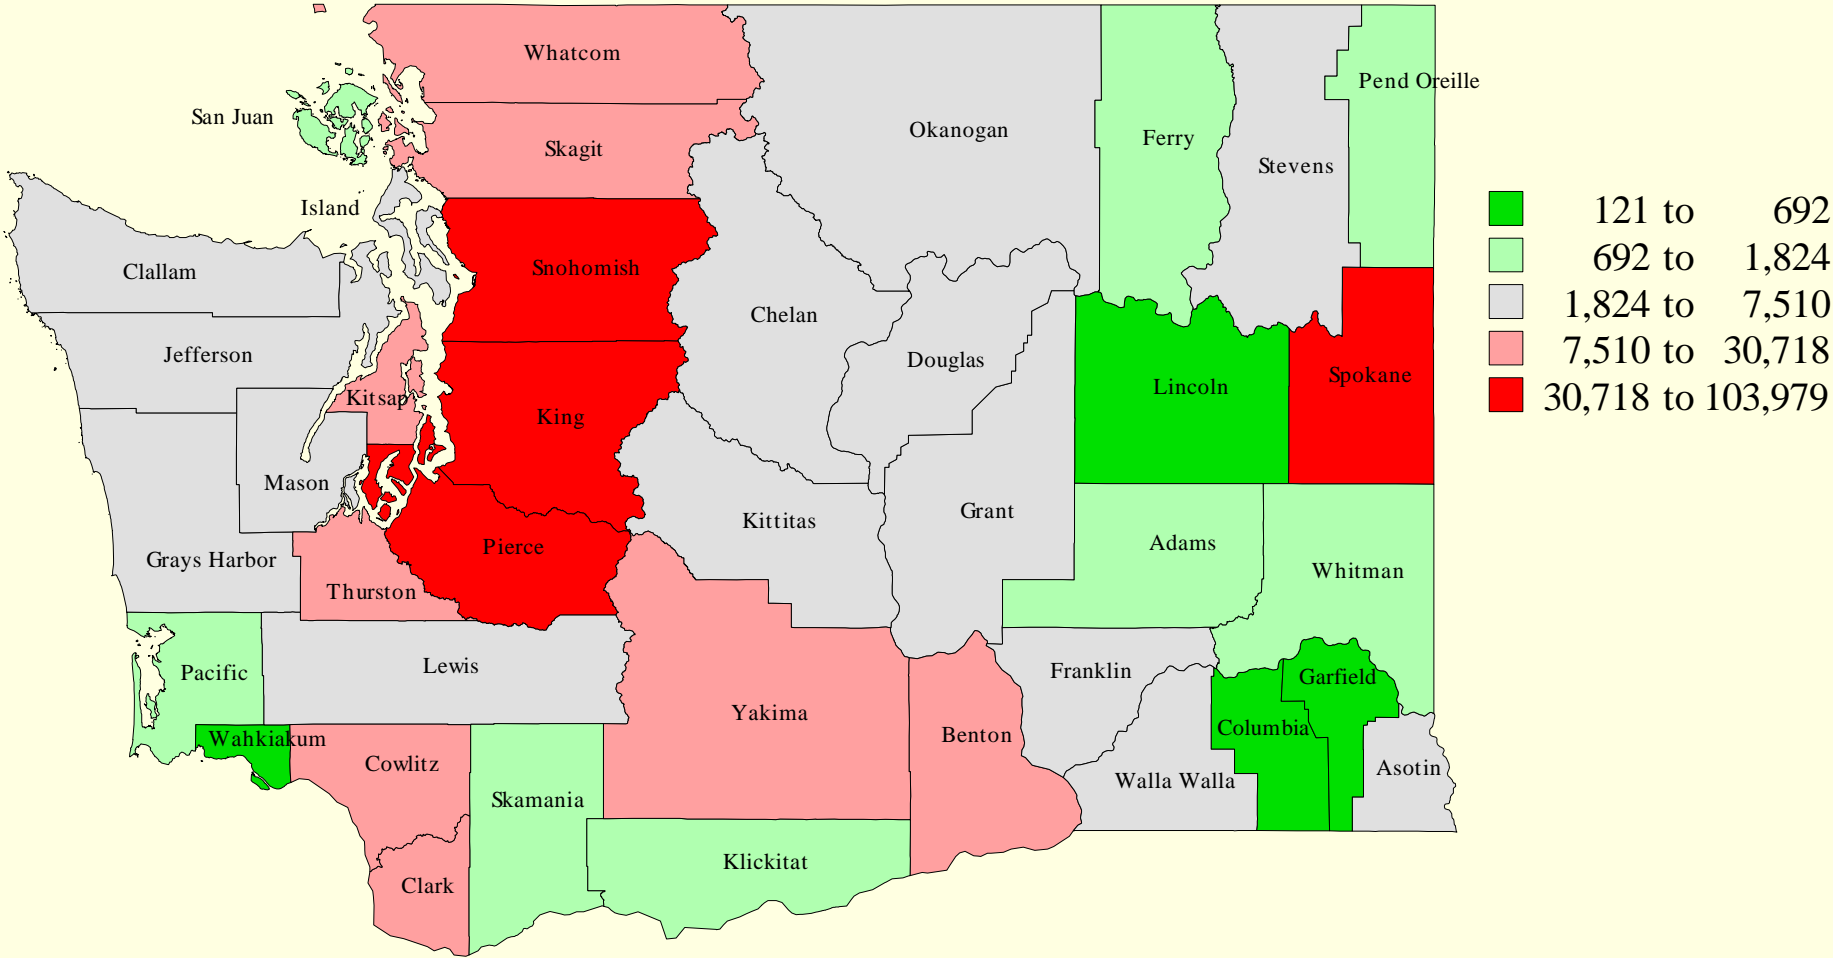 Whatcom
Pend Oreille
San Juan
Okanogan
Ferry
Skagit
Stevens
Island
121 to 692
Clallam
Snohomish
692 to 1,824
Chelan
1,824 to 7,510
Jefferson
Douglas
7,510 to 30,718
Kitsap
Lincoln
Spokane
30,718 to 103,979
King
Mason
Kittitas
Grant
Grays Harbor
Pierce
Adams
Whitman
Thurston
Pacific
Lewis
Franklin
Garfield
Yakima
Wahkiakum
Benton
Columbia
Cowlitz
Walla Walla
Asotin
Skamania
Clark
Klickitat